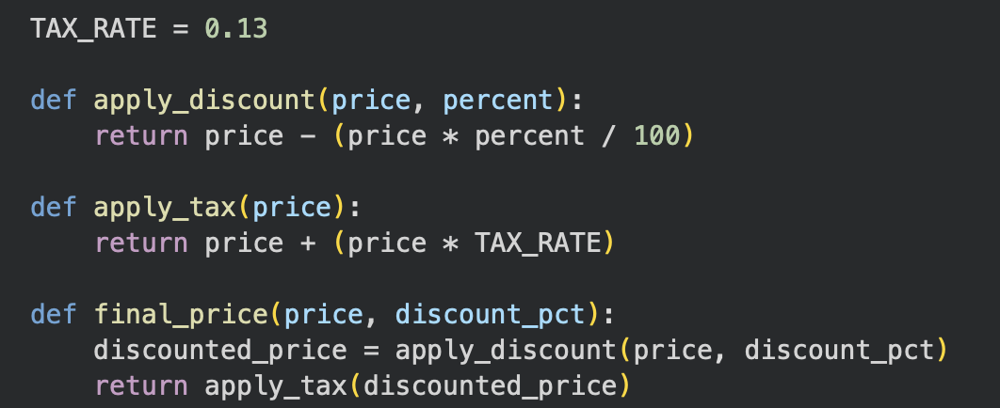 TAX_RATE = 0.13

def apply_discount(price, percent):
    return price - (price * percent / 100)

def apply_tax(price):
    return price + (price * TAX_RATE)

def final_price(price, discount_pct):
    discounted_price = apply_discount(price, discount_pct)
    return apply_tax(discounted_price)